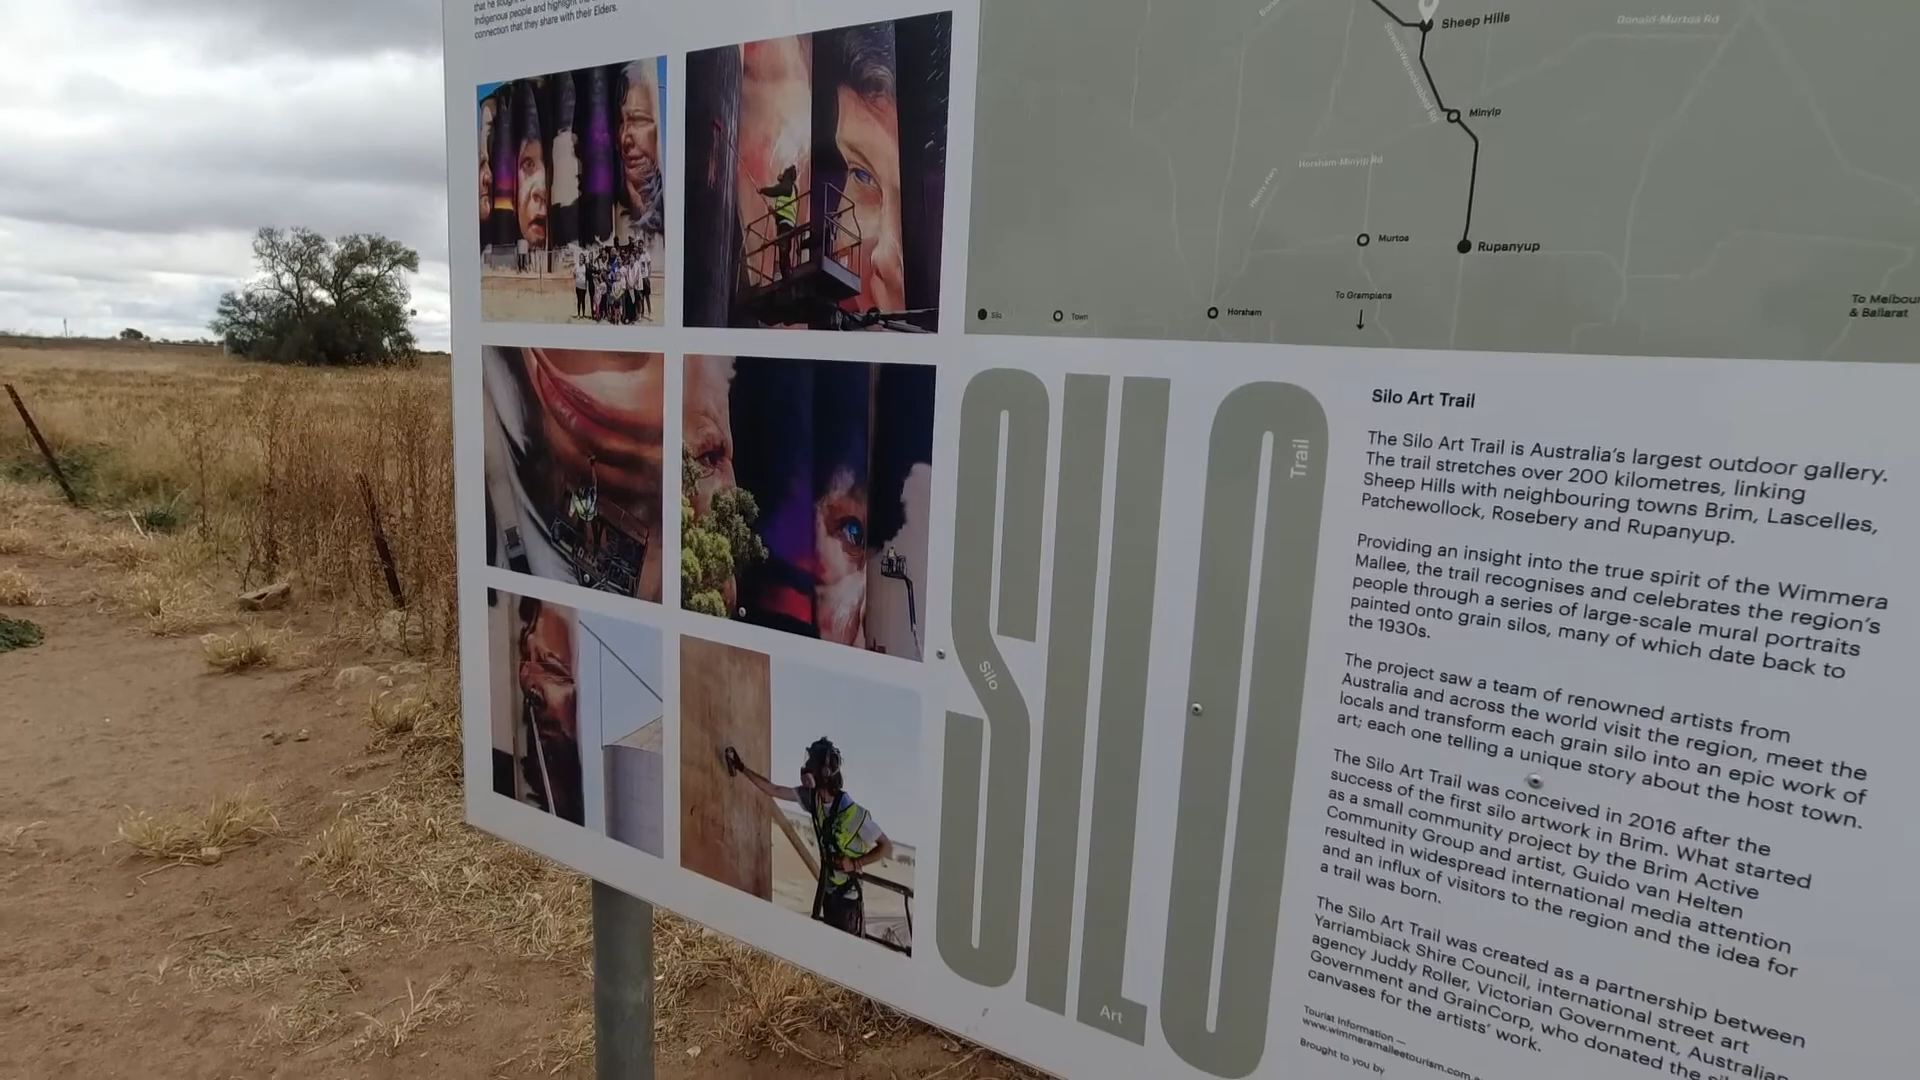 that he sought
Indigenous people and highlight the
connection that they share with their Elders.
Sheep Hills
Donald-Murtoa Rd
Minyip
Horsham-Minyip Rd
Henty Hwy
Murtoa
Rupanyup
To Grampians
To Melbou
& Ballarat
Silo
Town
Horsham
SILO
Silo
Art
Trail
Silo Art Trail
The Silo Art Trail is Australia's largest outdoor gallery.
The trail stretches over 200 kilometres, linking
Sheep Hills with neighbouring towns Brim, Lascelles,
Patchewollock, Rosebery and Rupanyup.
Providing an insight into the true spirit of the Wimmera
Mallee, the trail recognises and celebrates the region's
people through a series of large-scale mural portraits
painted onto grain silos, many of which date back to
the 1930s.
The project saw a team of renowned artists from
Australia and across the world visit the region, meet the
locals and transform each grain silo into an epic work of
art; each one telling a unique story about the host town.
The Silo Art Trail was conceived in 2016 after the
success of the first silo artwork in Brim. What started
as a small community project by the Brim Active
Community Group and artist, Guido van Helten
resulted in widespread international media attention
and an influx of visitors to the region and the idea for
a trail was born.
The Silo Art Trail was created as a partnership between
Yarriambiack Shire Council, international street art
agency Juddy Roller, Victorian Government, Australian
Government and GrainCorp, who donated the sil
canvases for the artists' work.
Tourist information —
www.wimmeramalleetourism.com.a
Brought to you by